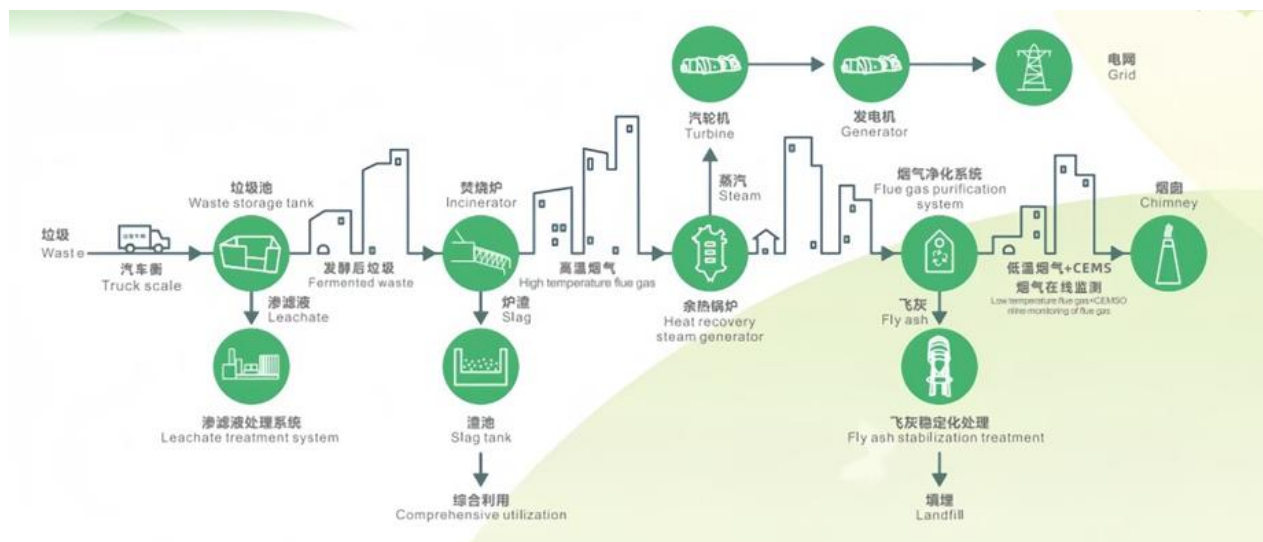 电网
Grid
汽轮机
Turbine
发电机
Generator
垃圾池
Waste storage tank
焚烧炉
Incinerator
蒸汽
Steam
烟气净化系统
Flue gas purification
system
烟囱
Chimney
垃圾
Waste
汽车衡
Truck scale
发酵后垃圾
Fermented waste
高温烟气
High temperature flue gas
低温烟气+CEMS
烟气在线监测
Low temperature flue gas+CEMSO
nline monitoring of flue gas
渗滤液
Leachate
炉渣
Slag
余热锅炉
Heat recovery
steam generator
飞灰
Fly ash
渗滤液处理系统
Leachate treatment system
渣池
Slag tank
飞灰稳定化处理
Fly ash stabilization treatment
综合利用
Comprehensive utilization
填埋
Landfill